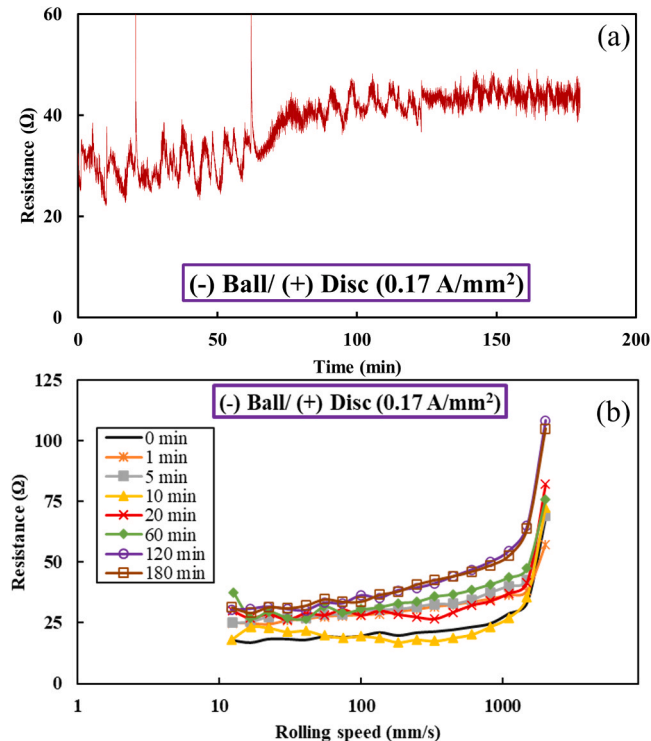 60
(a)
40
Resistance (Ω)
20
(-) Ball/ (+) Disc (0.17 A/mm²)
0
0 50 100 150 200
Time (min)
125
(-) Ball/ (+) Disc (0.17 A/mm²)
(b)
100
0 min
1 min
5 min
10 min
20 min
60 min
120 min
180 min
75
Resistance (Ω)
50
25
0
1 10 100 1000
Rolling speed (mm/s)